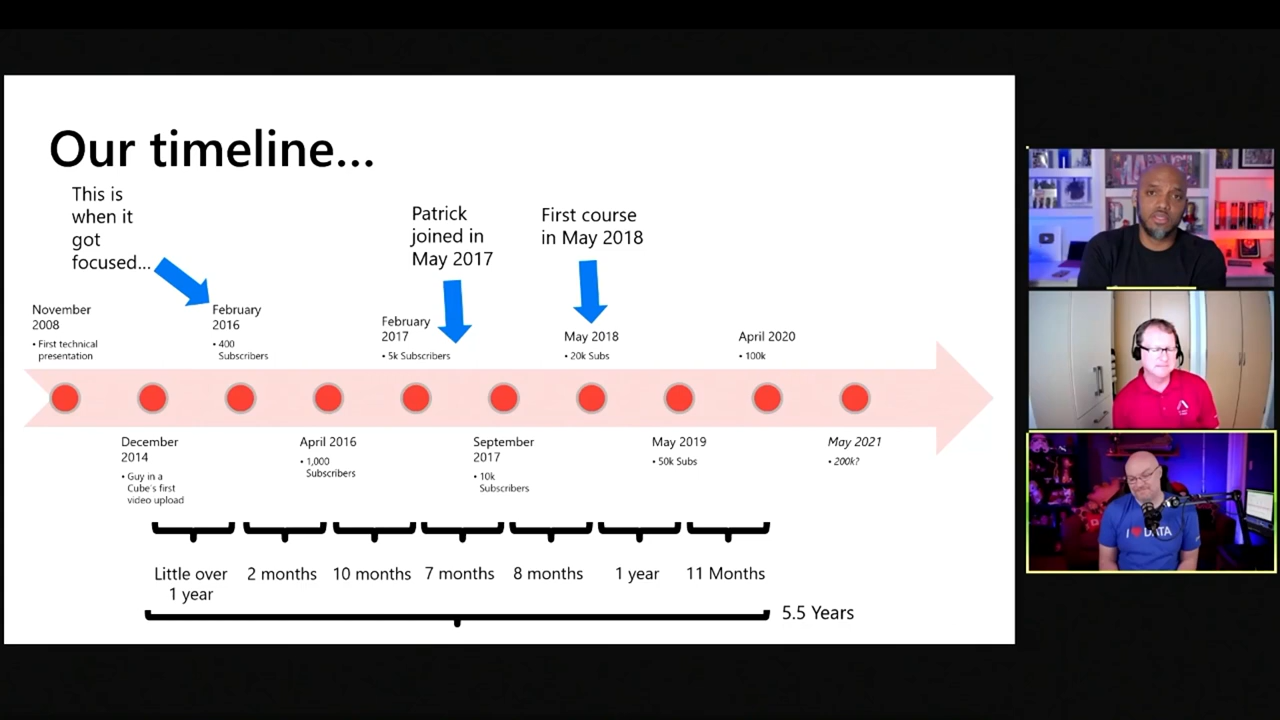 Our timeline...
This is
when it
got
focused...
Patrick
joined in
May 2017
First course
in May 2018
November
2008
• First technical
presentation
February
2016
• 400
Subscribers
February
2017
• 5k Subscribers
May 2018
• 20k Subs
April 2020
• 100k
December
2014
• Guy in a
Cube's first
video upload
April 2016
• 1,000
Subscribers
September
2017
• 10k
Subscribers
May 2019
• 50k Subs
May 2021
• 200k?
Little over
1 year
2 months
10 months
7 months
8 months
1 year
11 Months
5.5 Years
I ❤ DATA